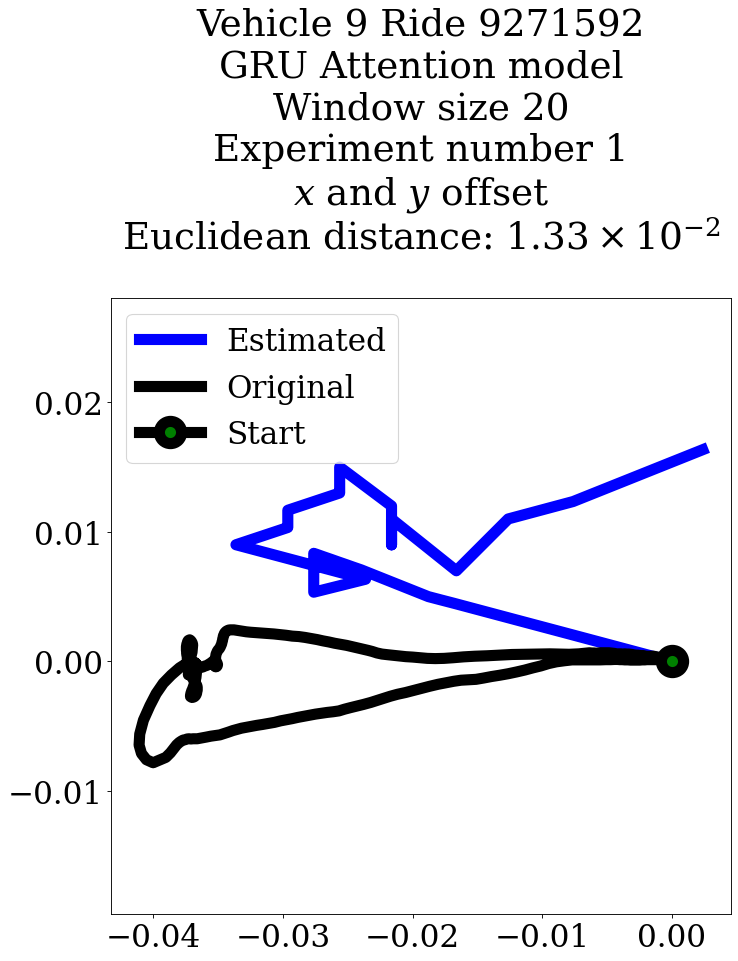 Vehicle 9 Ride 9271592
GRU Attention model
Window size 20
Experiment number 1
x and y offset
Euclidean distance: 1.33 × 10⁻²
Estimated
Original
Start
0.02
0.01
0.00
−0.01
−0.04 −0.03 −0.02 −0.01 0.00